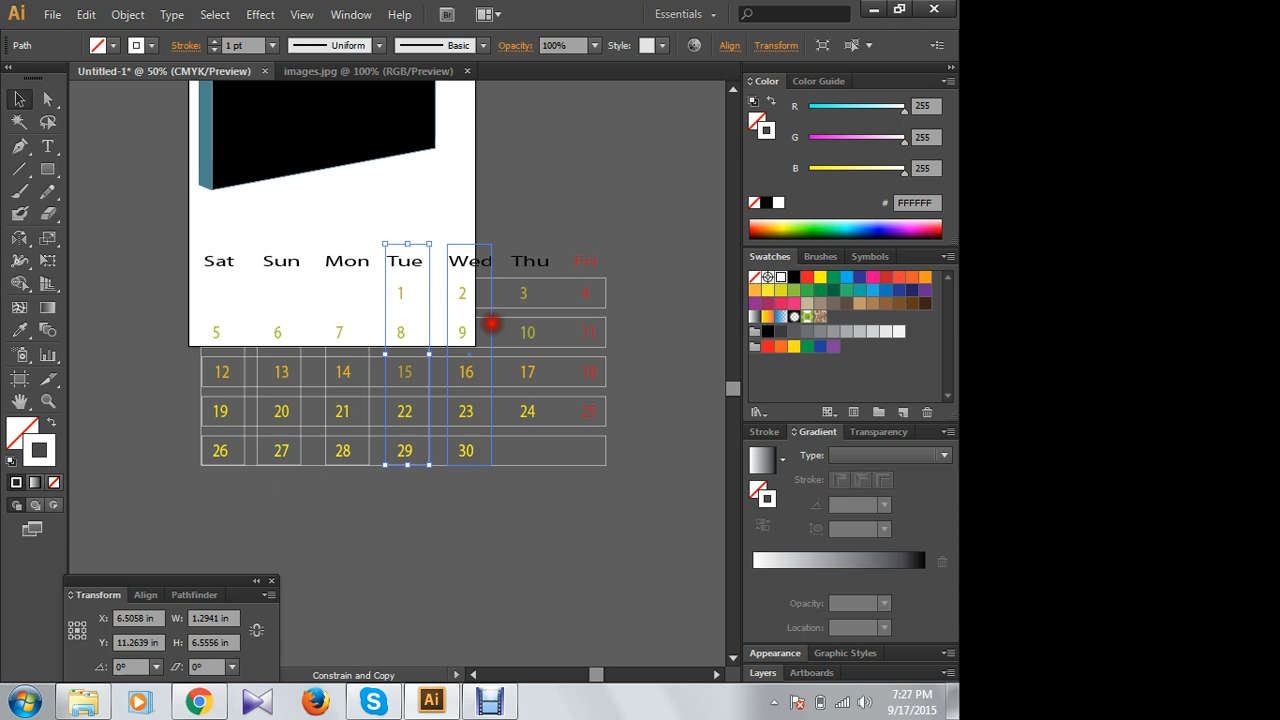 Ai File Edit Object Type Select Effect View Window Help Br Essentials
Path Stroke: 1 pt Uniform Basic Opacity: 100% Style: Align Transform
Untitled-1* @ 50% (CMYK/Preview) × images.jpg @ 100% (RGB/Preview) ×
Color Color Guide
R 255
G 255
B 255
# FFFFFF
Swatches Brushes Symbols
Sat Sun Mon Tue Wed Thu Fri
1 2 3 4
5 6 7 8 9 10 11
12 13 14 15 16 17 18
19 20 21 22 23 24 25
26 27 28 29 30
Stroke Gradient Transparency
Type:
Stroke:
Opacity:
Location:
Transform Align Pathfinder
X: 6.5058 in W: 1.2941 in
Y: 11.2639 in H: 6.5556 in
0° 0°
Appearance Graphic Styles
Layers Artboards
Constrain and Copy
7:27 PM
9/17/2015